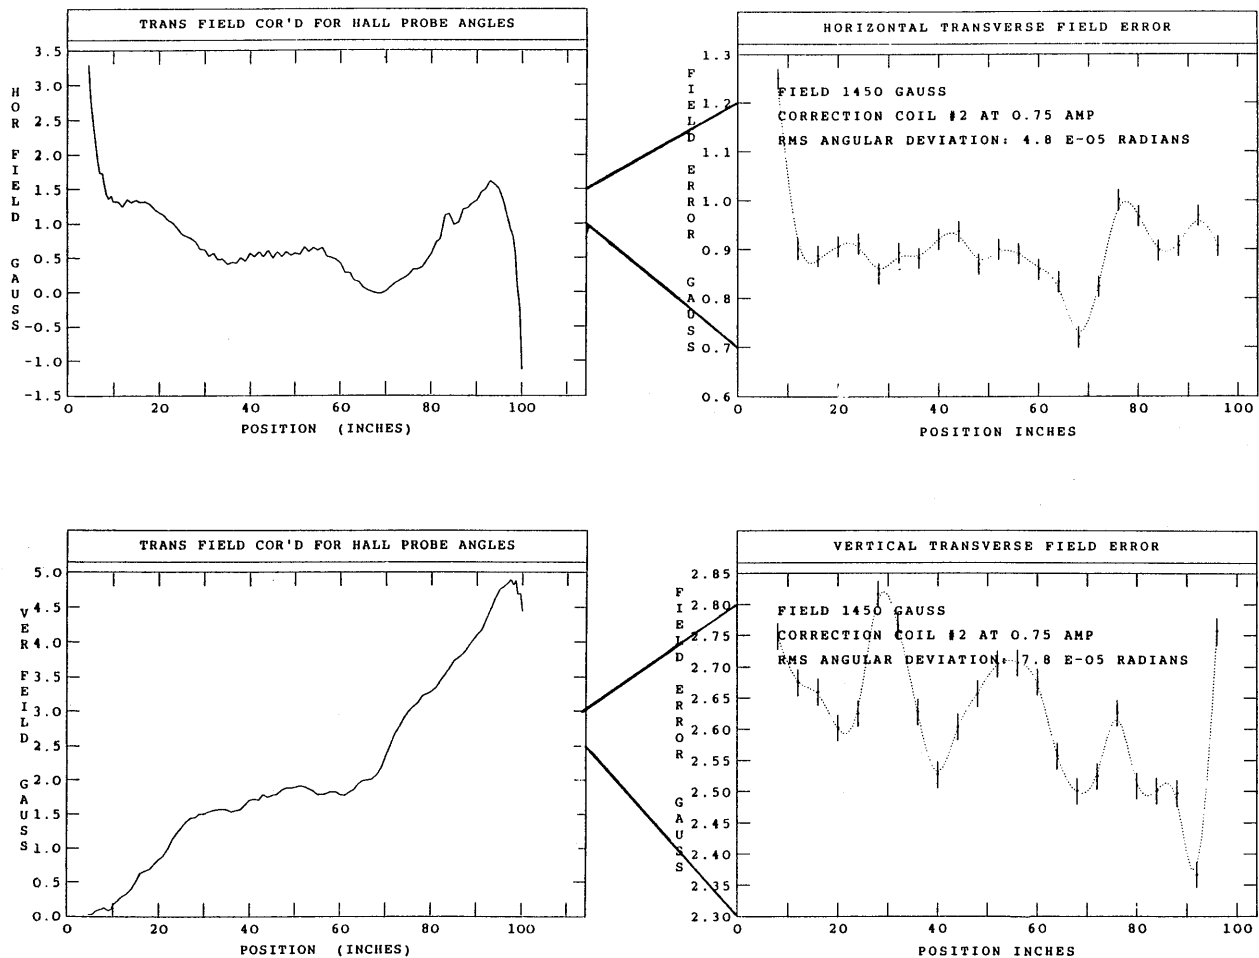 TRANS FIELD COR'D FOR HALL PROBE ANGLES
HOR FIELD GAUSS
3.5
3.0
2.5
2.0
1.5
1.0
0.5
0.0
-0.5
-1.0
-1.5
0 20 40 60 80 100
POSITION (INCHES)
HORIZONTAL TRANSVERSE FIELD ERROR
FIELD ERROR GAUSS
FIELD 1450 GAUSS
CORRECTION COIL #2 AT 0.75 AMP
RMS ANGULAR DEVIATION: 4.8 E-05 RADIANS
1.3
1.2
1.1
1.0
0.9
0.8
0.7
0.6
0 20 40 60 80 100
POSITION INCHES
TRANS FIELD COR'D FOR HALL PROBE ANGLES
VER FEILD GAUSS
5.0
4.5
4.0
3.5
3.0
2.5
2.0
1.5
1.0
0.5
0.0
0 20 40 60 80 100
POSITION (INCHES)
VERTICAL TRANSVERSE FIELD ERROR
FIELD ERROR GAUSS
FIELD 1450 GAUSS
CORRECTION COIL #2 AT 0.75 AMP
RMS ANGULAR DEVIATION: 7.8 E-05 RADIANS
2.85
2.80
2.75
2.70
2.65
2.60
2.55
2.50
2.45
2.40
2.35
2.30
0 20 40 60 80 100
POSITION INCHES